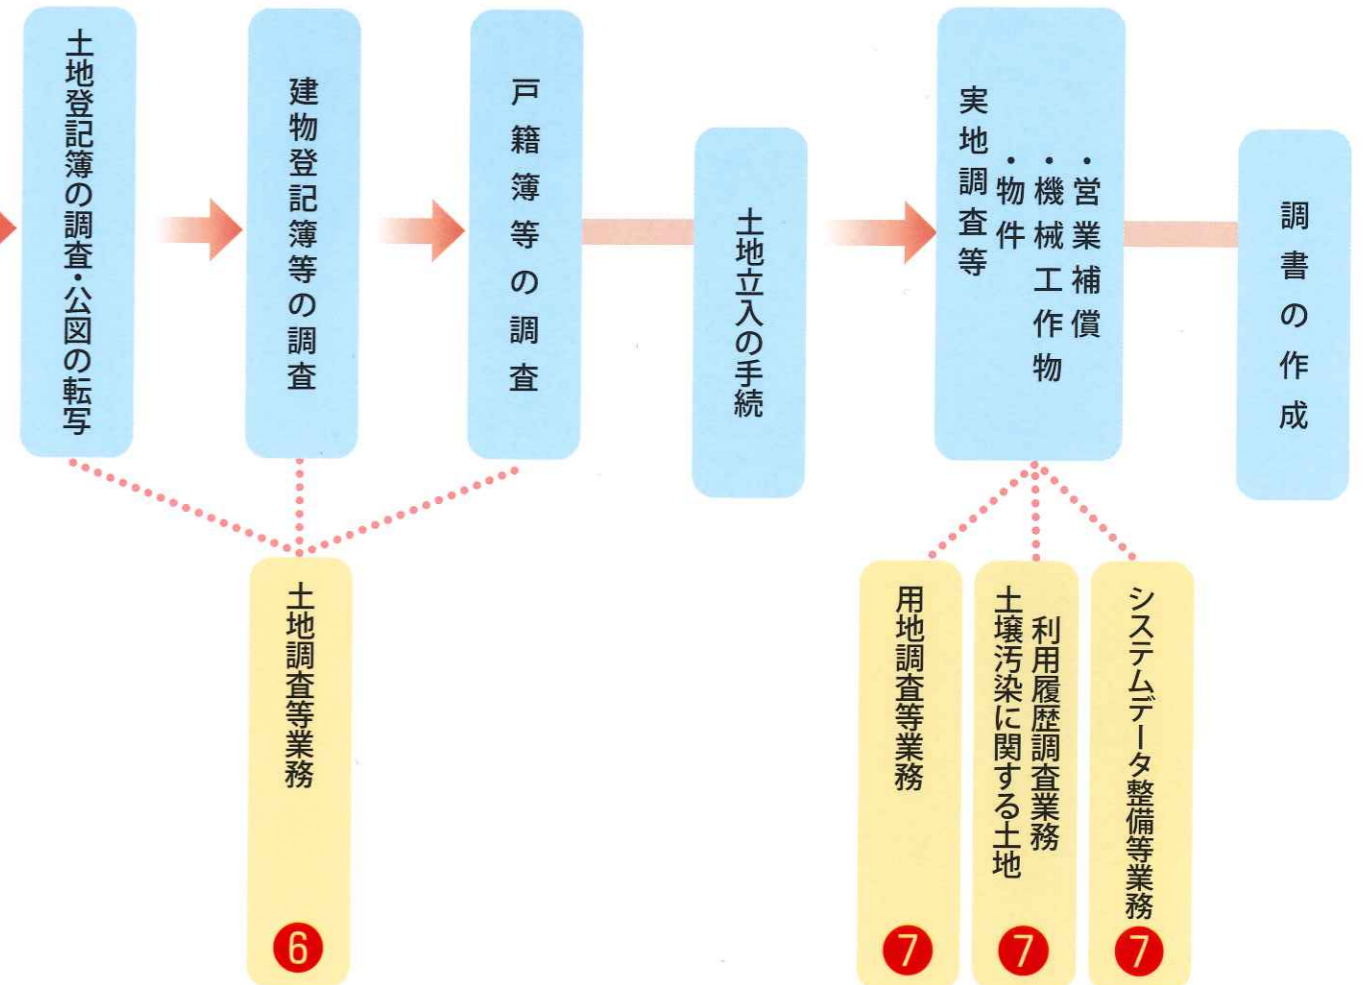 土地登記簿の調査・公図の転写
建物登記簿等の調査
戸籍簿等の調査
土地立入の手続
実地調査等
・物件
・機械工作物
・営業補償
調書の作成
土地調査等業務
6
用地調査等業務
7
土壌汚染に関する土地
利用履歴調査業務
7
システムデータ整備等業務
7